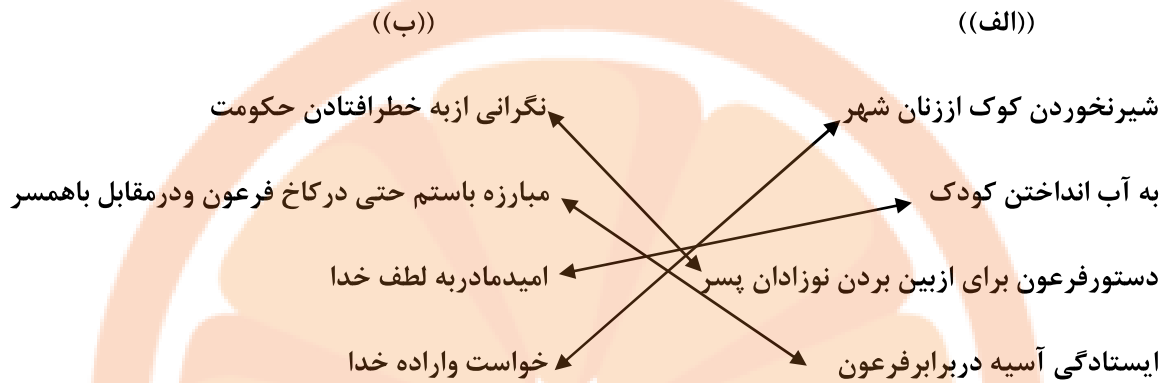 ((الف)) ((ب))
شیرنخوردن کوک اززنان شهر نگرانی ازبه خطرافتادن حکومت
به آب انداختن کودک مبارزه باستم حتی درکاخ فرعون ودرمقابل باهمسر
دستورفرعون برای ازبین بردن نوزادان پسر امیدمادربه لطف خدا
ایستادگی آسیه دربرابرفرعون خواست واراده خدا